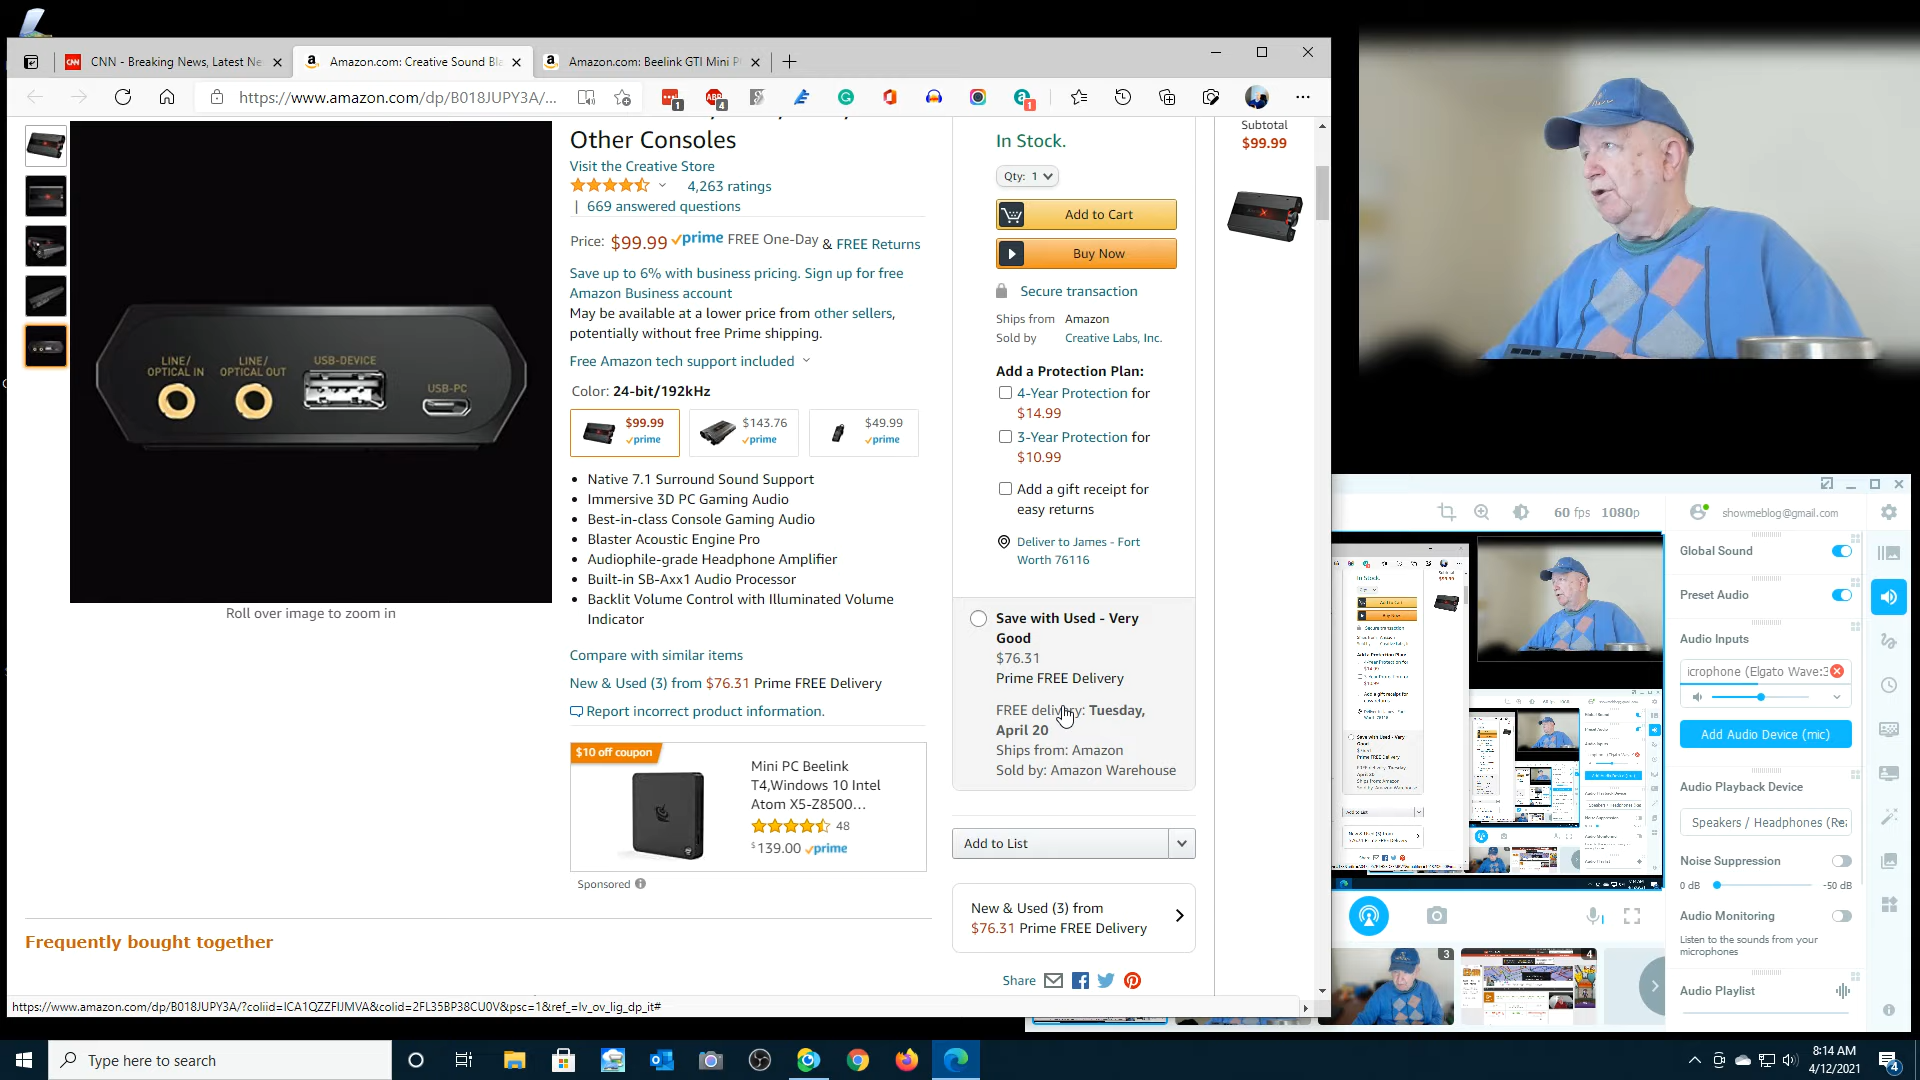 CNN - Breaking News, Latest Ne
Amazon.com: Creative Sound Bla
Amazon.com: Beelink GTI Mini P
https://www.amazon.com/dp/B018JUPY3A/...
Other Consoles
Visit the Creative Store
4,263 ratings
| 669 answered questions
Price: $99.99 prime FREE One-Day & FREE Returns
Save up to 6% with business pricing. Sign up for free
Amazon Business account
May be available at a lower price from other sellers,
potentially without free Prime shipping.
Free Amazon tech support included
Color: 24-bit/192kHz
$99.99
prime
$143.76
prime
$49.99
prime
• Native 7.1 Surround Sound Support
• Immersive 3D PC Gaming Audio
• Best-in-class Console Gaming Audio
• Blaster Acoustic Engine Pro
• Audiophile-grade Headphone Amplifier
• Built-in SB-Axx1 Audio Processor
• Backlit Volume Control with Illuminated Volume
Indicator
Compare with similar items
New & Used (3) from $76.31 Prime FREE Delivery
Report incorrect product information.
$10 off coupon
Mini PC Beelink
T4,Windows 10 Intel
Atom X5-Z8500...
48
$139.00 prime
Sponsored
LINE/
OPTICAL IN
LINE/
OPTICAL OUT
USB-DEVICE
USB-PC
Roll over image to zoom in
Frequently bought together
In Stock.
Qty: 1
Add to Cart
Buy Now
Secure transaction
Ships from Amazon
Sold by Creative Labs, Inc.
Add a Protection Plan:
4-Year Protection for
$14.99
3-Year Protection for
$10.99
Add a gift receipt for
easy returns
Deliver to James - Fort
Worth 76116
Save with Used - Very
Good
$76.31
Prime FREE Delivery
FREE delivery: Tuesday,
April 20
Ships from: Amazon
Sold by: Amazon Warehouse
Add to List
New & Used (3) from
$76.31 Prime FREE Delivery
Share
Subtotal
$99.99
https://www.amazon.com/dp/B018JUPY3A/?coliid=ICA1QZZFIJMVA&colid=2FL35BP38CU0V&psc=1&ref_=lv_ov_lig_dp_it#
60 fps 1080p
showmeblog@gmail.com
Global Sound
Preset Audio
Audio Inputs
icrophone (Elgato Wave:3
Add Audio Device (mic)
Audio Playback Device
Speakers / Headphones (Rea
Noise Suppression
0 dB
-50 dB
Audio Monitoring
Listen to the sounds from your
microphones
Audio Playlist
3
4
Type here to search
8:14 AM
4/12/2021
4